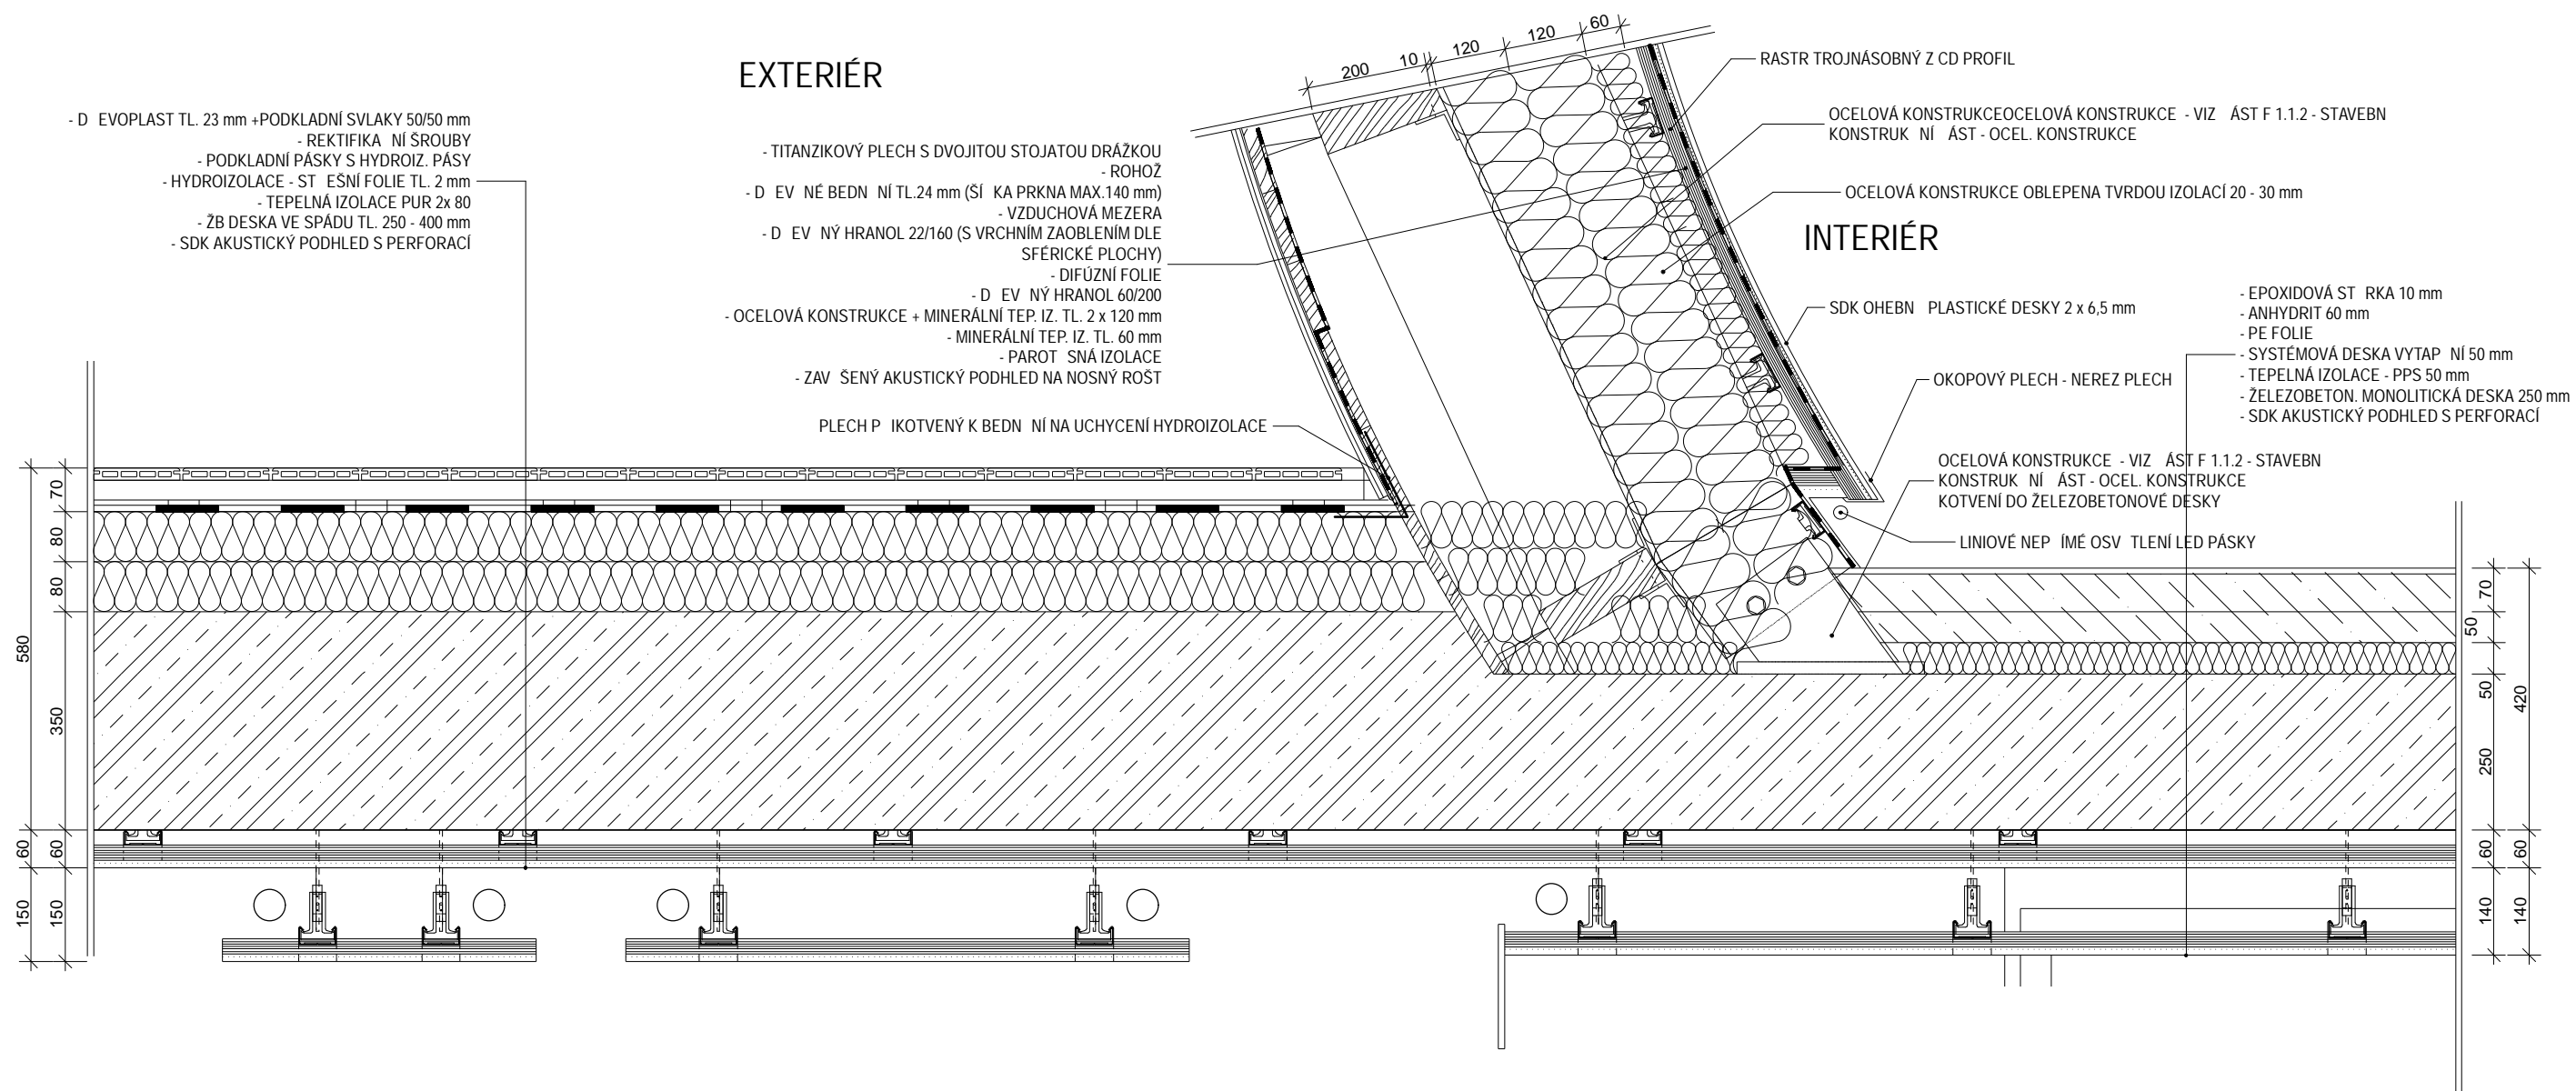 EXTERIÉR
- D EVOPLAST TL. 23 mm +PODKLADNÍ SVLAKY 50/50 mm
- REKTIFIKA NÍ ŠROUBY
- PODKLADNÍ PÁSKY S HYDROIZ. PÁSY
- HYDROIZOLACE - ST EŠNÍ FOLIE TL. 2 mm
- TEPELNÁ IZOLACE PUR 2x 80
- ŽB DESKA VE SPÁDU TL. 250 - 400 mm
- SDK AKUSTICKÝ PODHLED S PERFORACÍ
- TITANZIKOVÝ PLECH S DVOJITOU STOJATOU DRÁŽKOU
- ROHOŽ
- D EV NÉ BEDN NÍ TL.24 mm (ŠÍ KA PRKNA MAX.140 mm)
- VZDUCHOVÁ MEZERA
- D EV NÝ HRANOL 22/160 (S VRCHNÍM ZAOBLENÍM DLE
SFÉRICKÉ PLOCHY)
- DIFÚZNÍ FOLIE
- D EV NÝ HRANOL 60/200
- OCELOVÁ KONSTRUKCE + MINERÁLNÍ TEP. IZ. TL. 2 x 120 mm
- MINERÁLNÍ TEP. IZ. TL. 60 mm
- PAROT SNÁ IZOLACE
- ZAV ŠENÝ AKUSTICKÝ PODHLED NA NOSNÝ ROŠT
PLECH P IKOTVENÝ K BEDN NÍ NA UCHYCENÍ HYDROIZOLACE
200
10
120
120
60
RASTR TROJNÁSOBNÝ Z CD PROFIL
OCELOVÁ KONSTRUKCEOCELOVÁ KONSTRUKCE - VIZ ÁST F 1.1.2 - STAVEBN
KONSTRUK NÍ ÁST - OCEL. KONSTRUKCE
OCELOVÁ KONSTRUKCE OBLEPENA TVRDOU IZOLACÍ 20 - 30 mm
INTERIÉR
SDK OHEBN PLASTICKÉ DESKY 2 x 6,5 mm
- EPOXIDOVÁ ST RKA 10 mm
- ANHYDRIT 60 mm
- PE FOLIE
- SYSTÉMOVÁ DESKA VYTAP NÍ 50 mm
- TEPELNÁ IZOLACE - PPS 50 mm
- ŽELEZOBETON. MONOLITICKÁ DESKA 250 mm
- SDK AKUSTICKÝ PODHLED S PERFORACÍ
OKOPOVÝ PLECH - NEREZ PLECH
OCELOVÁ KONSTRUKCE - VIZ ÁST F 1.1.2 - STAVEBN
KONSTRUK NÍ ÁST - OCEL. KONSTRUKCE
KOTVENÍ DO ŽELEZOBETONOVÉ DESKY
LINIOVÉ NEP ÍMÉ OSV TLENÍ LED PÁSKY
580
60
150
70
80
80
350
60
150
70
50
50
250
60
140
420
60
140